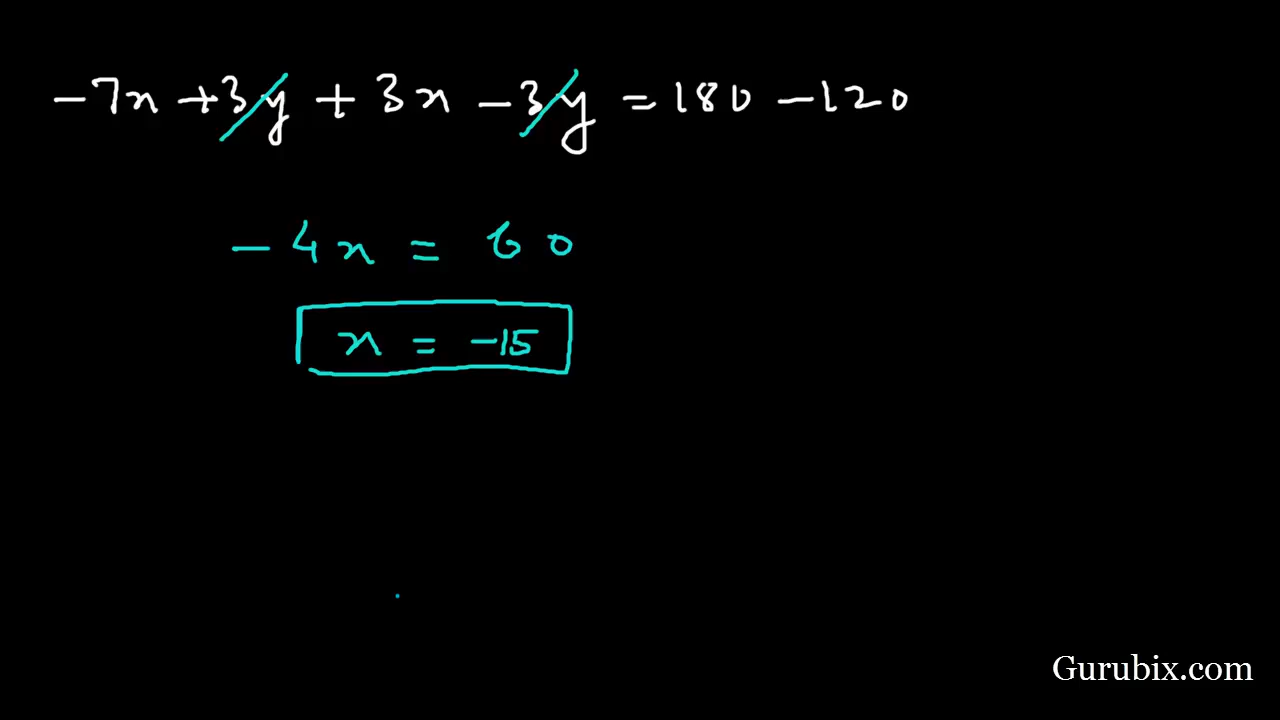 -7x +3y + 3x - 3y = 180 - 120
-4x = 60
x = -15
Gurubix.com